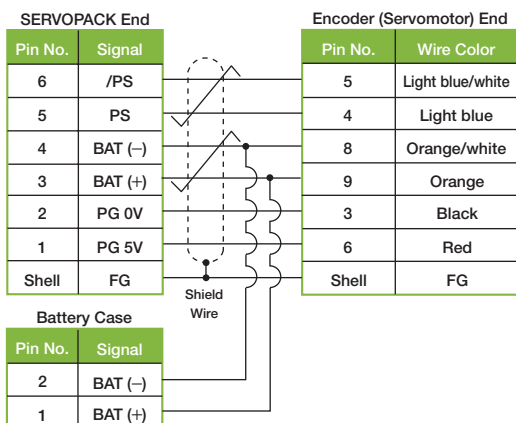 SERVOPACK End
Pin No. Signal
6 /PS
5 PS
4 BAT (−)
3 BAT (+)
2 PG 0V
1 PG 5V
Shell FG
Shield
Wire
Encoder (Servomotor) End
Pin No. Wire Color
5 Light blue/white
4 Light blue
8 Orange/white
9 Orange
3 Black
6 Red
Shell FG
Battery Case
Pin No. Signal
2 BAT (−)
1 BAT (+)